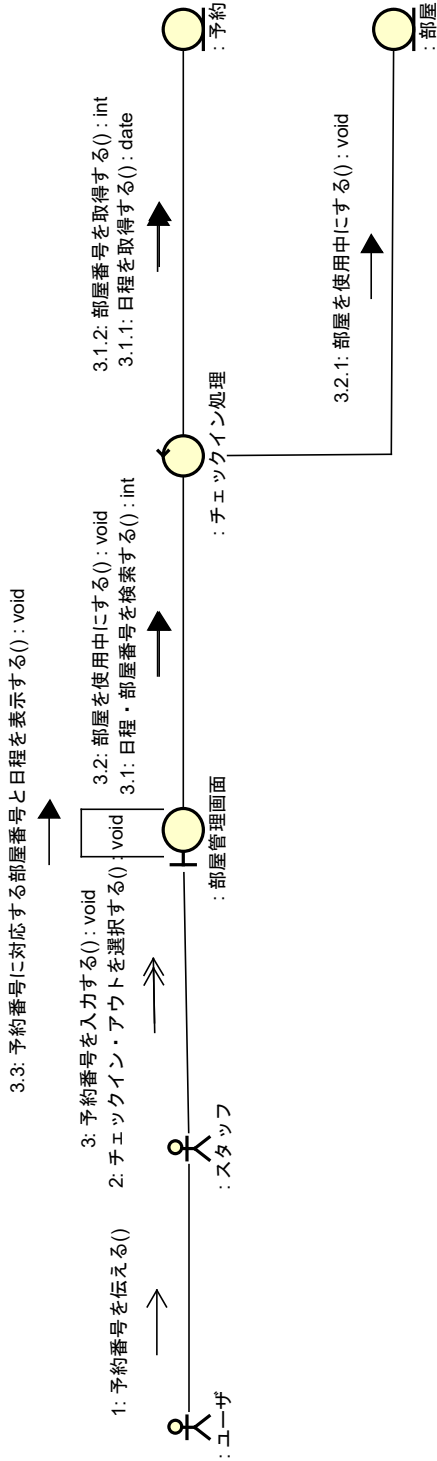 3.3: 予約番号に対応する部屋番号と日程を表示する() : void
1: 予約番号を伝える()
3: 予約番号を入力する() : void
2: チェックイン・アウトを選択する() : void
3.2: 部屋を使用中にする() : void
3.1: 日程・部屋番号を検索する() : int
3.1.2: 部屋番号を取得する() : int
3.1.1: 日程を取得する() : date
: ユーザ
: スタッフ
: 部屋管理画面
: チェックイン処理
: 予約
3.2.1: 部屋を使用中にする() : void
: 部屋